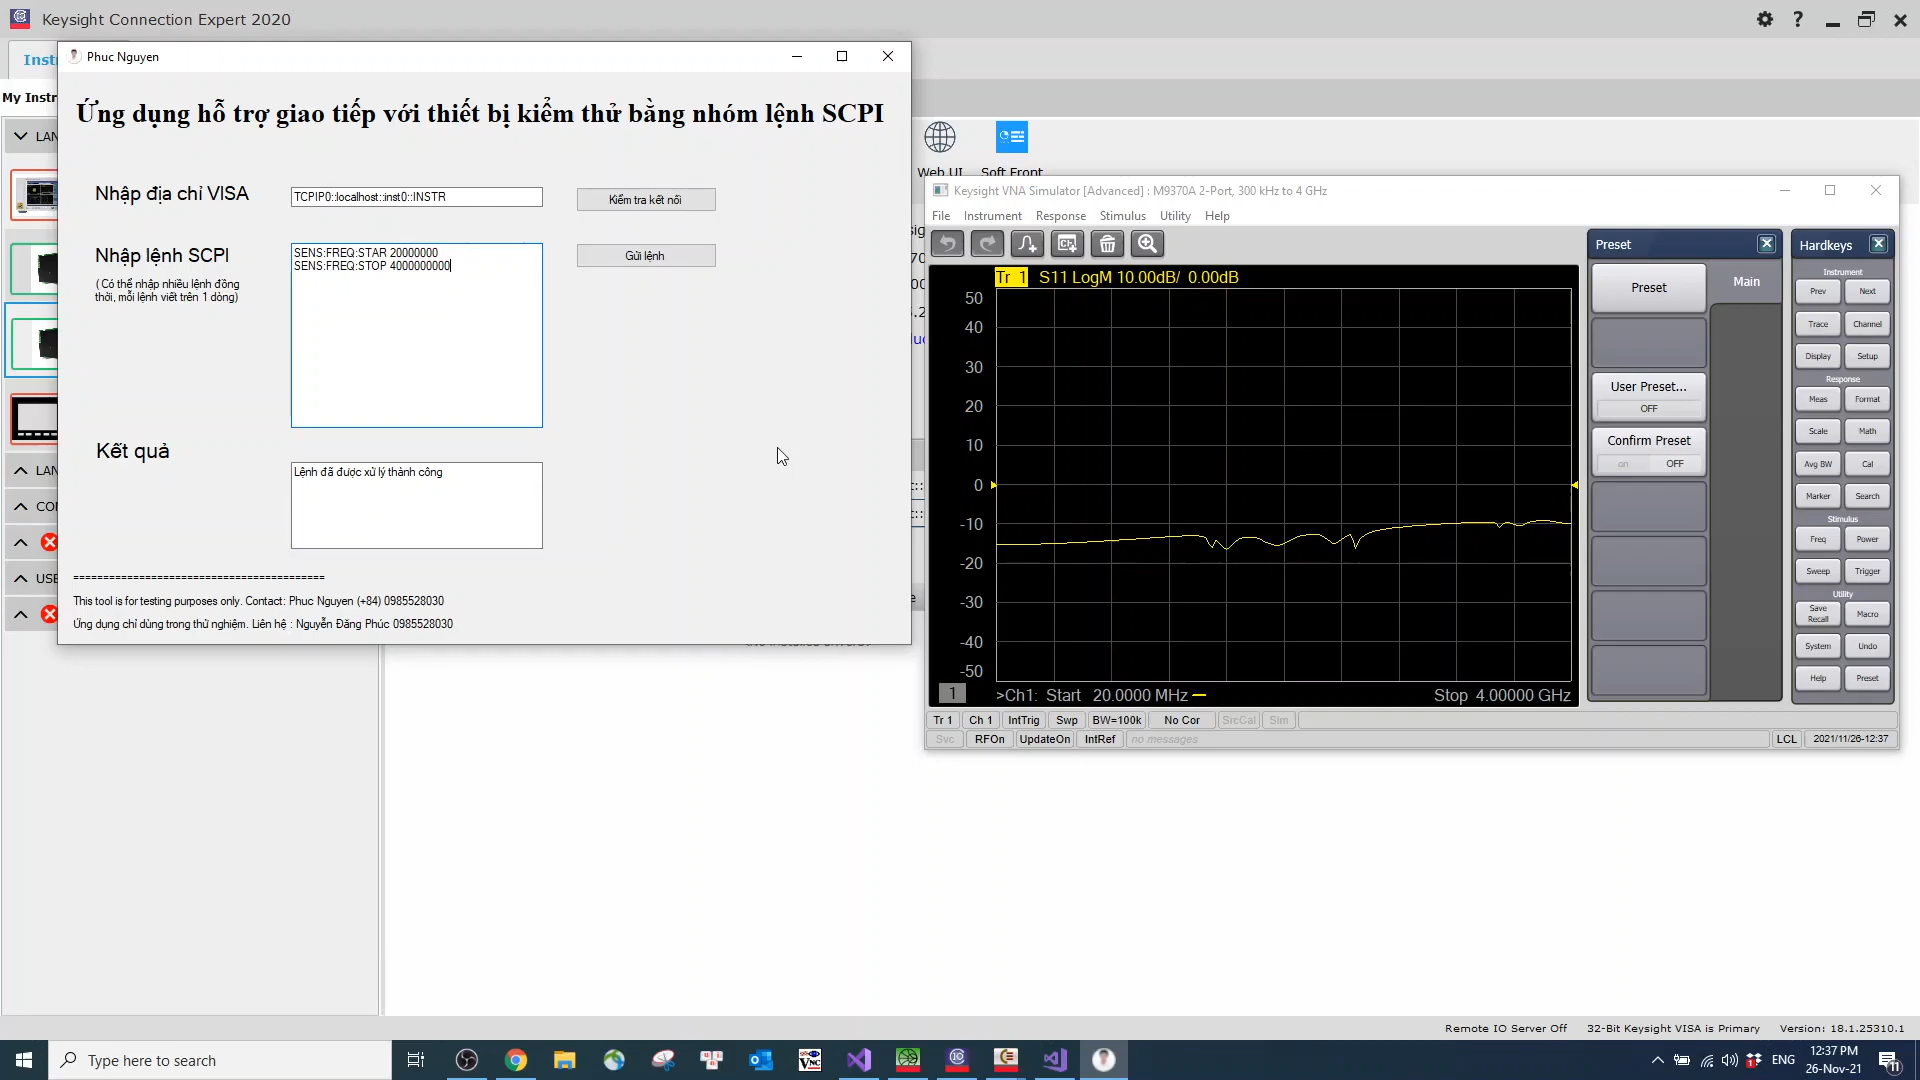 Keysight Connection Expert 2020
Phuc Nguyen
My Instr
LAN
LAN
CO
USB
Ứng dụng hỗ trợ giao tiếp với thiết bị kiểm thử bằng nhóm lệnh SCPI
Nhập địa chỉ VISA
TCPIP0::localhost::inst0::INSTR
Kiểm tra kết nối
Nhập lệnh SCPI
(Có thể nhập nhiều lệnh đồng
thời, mỗi lệnh viết trên 1 dòng)
SENS:FREQ:STAR 20000000
SENS:FREQ:STOP 4000000000
Gửi lệnh
Kết quả
Lệnh đã được xử lý thành công
==========================================
This tool is for testing purposes only. Contact: Phuc Nguyen (+84) 0985528030
Ứng dụng chỉ dùng trong thử nghiệm. Liên hệ : Nguyễn Đăng Phúc 0985528030
Web UI Soft Front
Keysight VNA Simulator [Advanced] : M9370A 2-Port, 300 kHz to 4 GHz
File Instrument Response Stimulus Utility Help
Tr 1 S11 LogM 10.00dB/ 0.00dB
50
40
30
20
10
0
-10
-20
-30
-40
-50
1 >Ch1: Start 20.0000 MHz Stop 4.00000 GHz
Tr 1 Ch 1 IntTrig Swp BW=100k No Cor SrcCal Sim
Svc RFOn UpdateOn IntRef no messages LCL 2021/11/26-12:37
Preset
Preset Main
User Preset...
OFF
Confirm Preset
on OFF
Hardkeys
Instrument
Prev Next
Trace Channel
Display Setup
Response
Meas Format
Scale Math
Avg BW Cal
Marker Search
Stimulus
Freq Power
Sweep Trigger
Utility
Save Recall Macro
System Undo
Help Preset
Remote IO Server Off 32-Bit Keysight VISA is Primary Version: 18.1.25310.1
Type here to search
ENG
12:37 PM
26-Nov-21
11